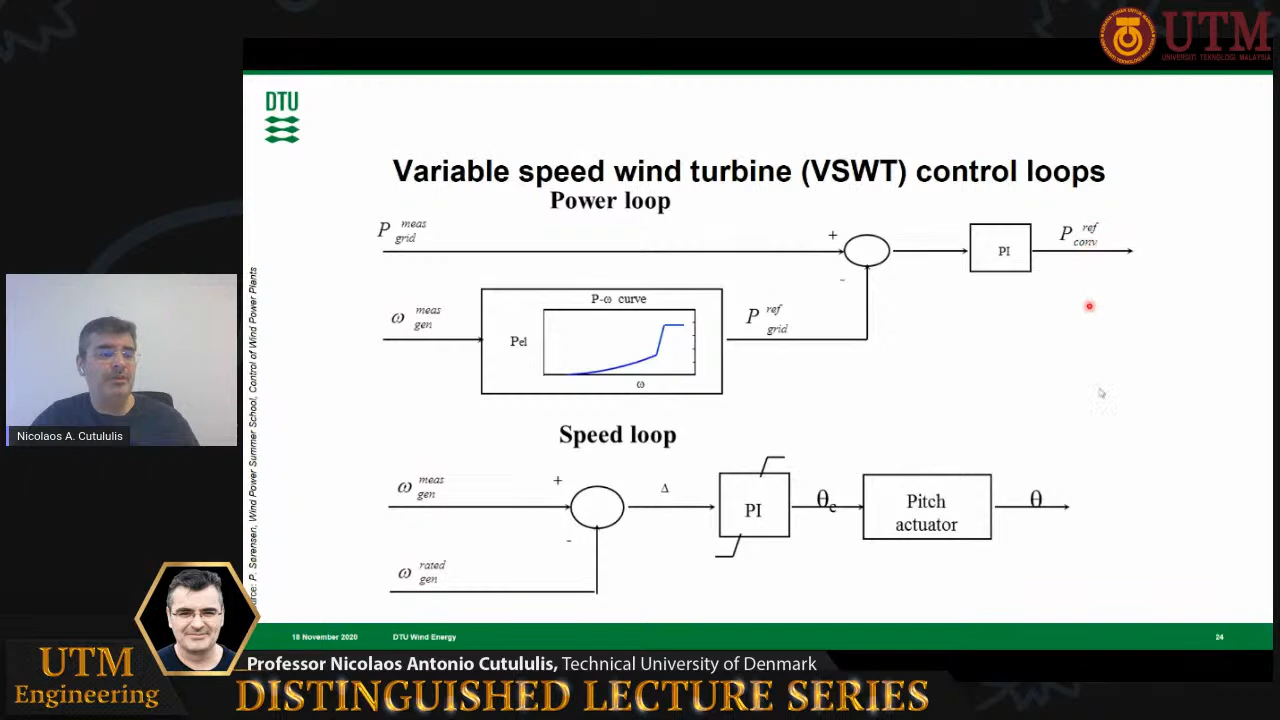 UTM
UNIVERSITI TEKNOLOGI MALAYSIA
DTU
Variable speed wind turbine (VSWT) control loops
Power loop
P meas grid
+
-
PI
P ref conv
P-ω curve
ω meas gen
Pel
ω
P ref grid
Speed loop
ω meas gen
+
-
Δ
PI
θc
Pitch
actuator
θ
ω rated gen
P. Sørensen, Wind Power Summer School, Control of Wind Power Plants
Nicolaos A. Cutululis
18 November 2020
DTU Wind Energy
24
Professor Nicolaos Antonio Cutululis, Technical University of Denmark
UTM
Engineering
DISTINGUISHED LECTURE SERIES